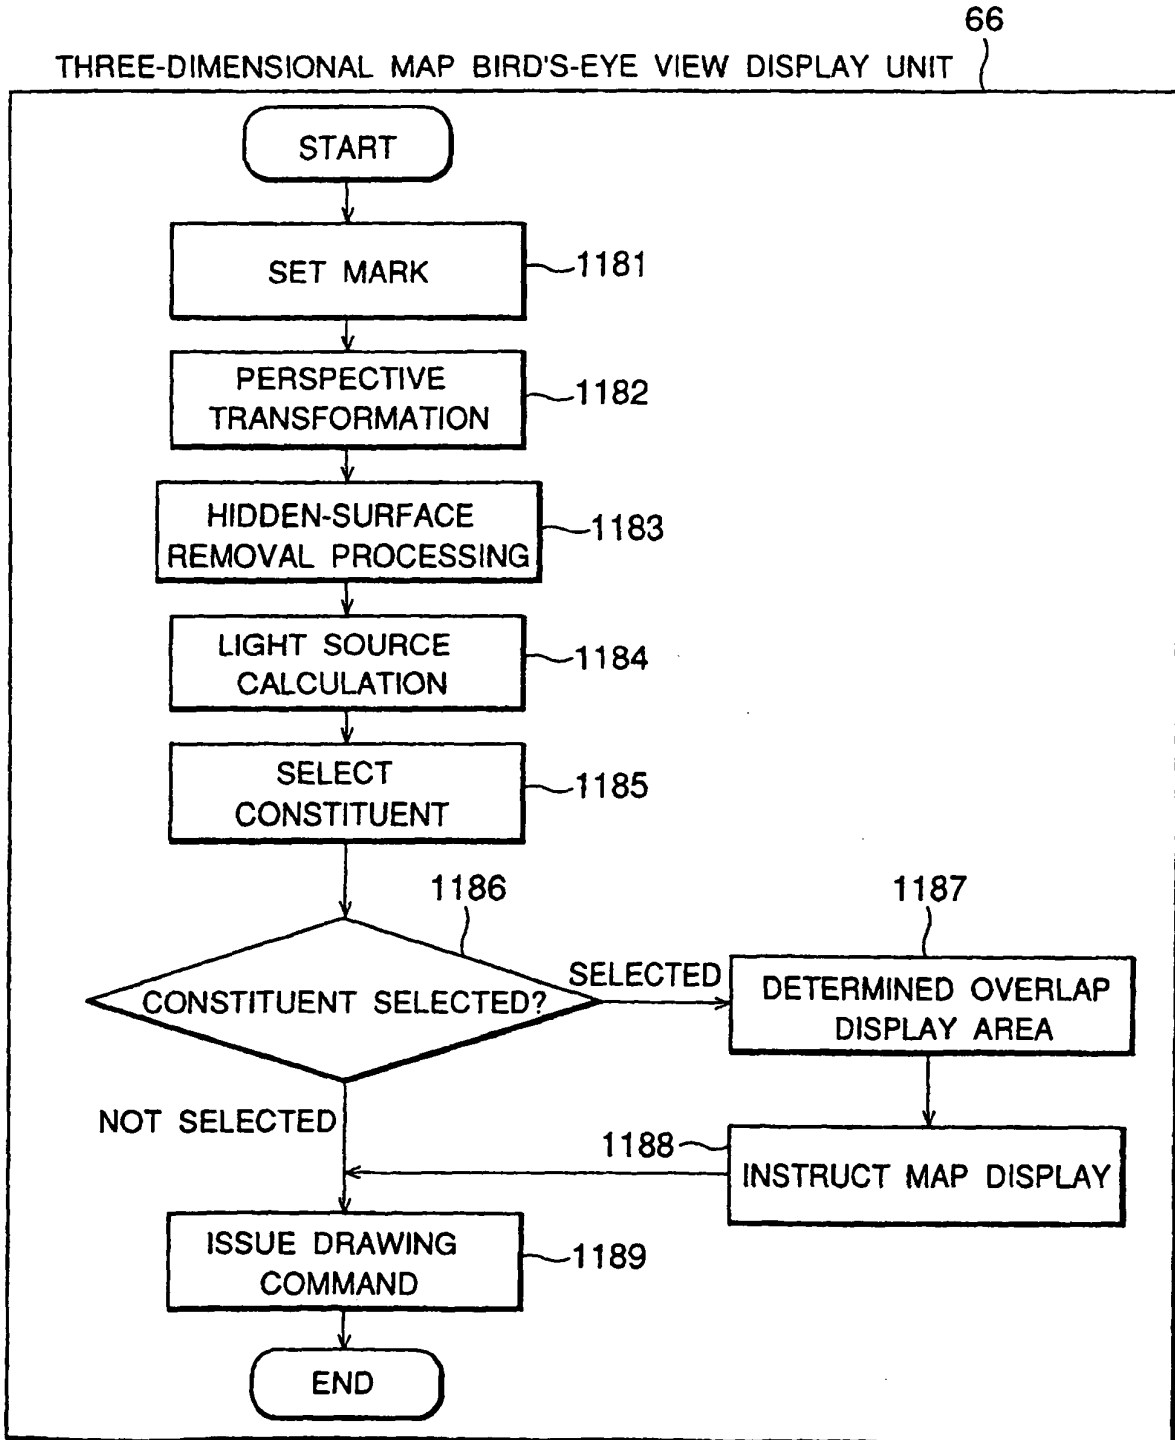 66
THREE-DIMENSIONAL MAP BIRD'S-EYE VIEW DISPLAY UNIT
START
SET MARK
1181
PERSPECTIVE
TRANSFORMATION
1182
HIDDEN-SURFACE
REMOVAL PROCESSING
1183
LIGHT SOURCE
CALCULATION
1184
SELECT
CONSTITUENT
1185
1186
CONSTITUENT SELECTED?
SELECTED
1187
DETERMINED OVERLAP
DISPLAY AREA
NOT SELECTED
1188
INSTRUCT MAP DISPLAY
ISSUE DRAWING
COMMAND
1189
END